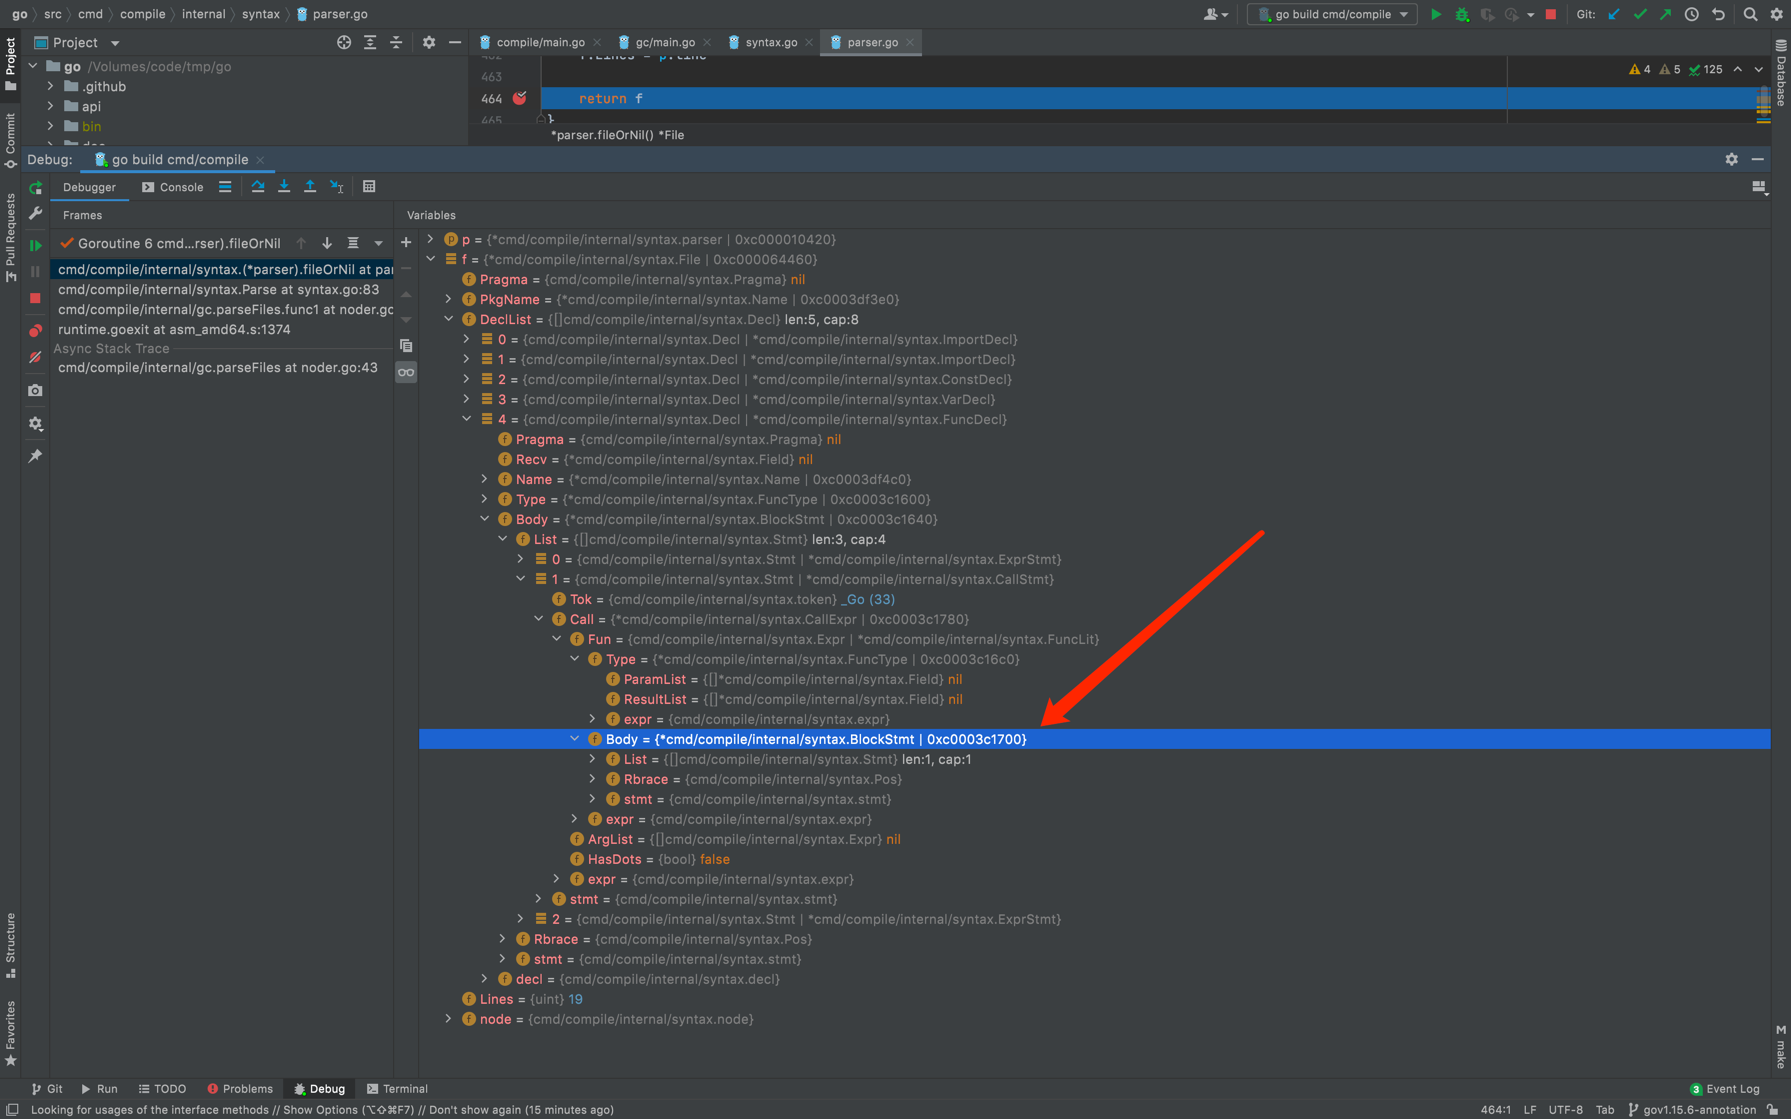 go › src › cmd › compile › internal › syntax › parser.go
go build cmd/compile
Git:
Project
compile/main.go
gc/main.go
syntax.go
parser.go
go /Volumes/code/tmp/go
.github
api
bin
463
464 return f
465 }
*parser.fileOrNil() *File
4 5 125
Debug: go build cmd/compile
Debugger Console
Frames
Variables
Goroutine 6 cmd...rser).fileOrNil
cmd/compile/internal/syntax.(*parser).fileOrNil at par
cmd/compile/internal/syntax.Parse at syntax.go:83
cmd/compile/internal/gc.parseFiles.func1 at noder.go
runtime.goexit at asm_amd64.s:1374
Async Stack Trace
cmd/compile/internal/gc.parseFiles at noder.go:43
p = {*cmd/compile/internal/syntax.parser | 0xc000010420}
f = {*cmd/compile/internal/syntax.File | 0xc000064460}
Pragma = {cmd/compile/internal/syntax.Pragma} nil
PkgName = {*cmd/compile/internal/syntax.Name | 0xc0003df3e0}
DeclList = {[]cmd/compile/internal/syntax.Decl} len:5, cap:8
0 = {cmd/compile/internal/syntax.Decl | *cmd/compile/internal/syntax.ImportDecl}
1 = {cmd/compile/internal/syntax.Decl | *cmd/compile/internal/syntax.ImportDecl}
2 = {cmd/compile/internal/syntax.Decl | *cmd/compile/internal/syntax.ConstDecl}
3 = {cmd/compile/internal/syntax.Decl | *cmd/compile/internal/syntax.VarDecl}
4 = {cmd/compile/internal/syntax.Decl | *cmd/compile/internal/syntax.FuncDecl}
Pragma = {cmd/compile/internal/syntax.Pragma} nil
Recv = {*cmd/compile/internal/syntax.Field} nil
Name = {*cmd/compile/internal/syntax.Name | 0xc0003df4c0}
Type = {*cmd/compile/internal/syntax.FuncType | 0xc0003c1600}
Body = {*cmd/compile/internal/syntax.BlockStmt | 0xc0003c1640}
List = {[]cmd/compile/internal/syntax.Stmt} len:3, cap:4
0 = {cmd/compile/internal/syntax.Stmt | *cmd/compile/internal/syntax.ExprStmt}
1 = {cmd/compile/internal/syntax.Stmt | *cmd/compile/internal/syntax.CallStmt}
Tok = {cmd/compile/internal/syntax.token} _Go (33)
Call = {*cmd/compile/internal/syntax.CallExpr | 0xc0003c1780}
Fun = {cmd/compile/internal/syntax.Expr | *cmd/compile/internal/syntax.FuncLit}
Type = {*cmd/compile/internal/syntax.FuncType | 0xc0003c16c0}
ParamList = {[]*cmd/compile/internal/syntax.Field} nil
ResultList = {[]*cmd/compile/internal/syntax.Field} nil
expr = {cmd/compile/internal/syntax.expr}
Body = {*cmd/compile/internal/syntax.BlockStmt | 0xc0003c1700}
List = {[]cmd/compile/internal/syntax.Stmt} len:1, cap:1
Rbrace = {cmd/compile/internal/syntax.Pos}
stmt = {cmd/compile/internal/syntax.stmt}
expr = {cmd/compile/internal/syntax.expr}
ArgList = {[]cmd/compile/internal/syntax.Expr} nil
HasDots = {bool} false
expr = {cmd/compile/internal/syntax.expr}
stmt = {cmd/compile/internal/syntax.stmt}
2 = {cmd/compile/internal/syntax.Stmt | *cmd/compile/internal/syntax.ExprStmt}
Rbrace = {cmd/compile/internal/syntax.Pos}
stmt = {cmd/compile/internal/syntax.stmt}
decl = {cmd/compile/internal/syntax.decl}
Lines = {uint} 19
node = {cmd/compile/internal/syntax.node}
Project
Commit
Pull Requests
Structure
Favorites
Database
M make
Git
Run
TODO
Problems
Debug
Terminal
3 Event Log
Looking for usages of the interface methods // Show Options (⌥⇧⌘F7) // Don't show again (15 minutes ago)
464:1 LF UTF-8 Tab gov1.15.6-annotation